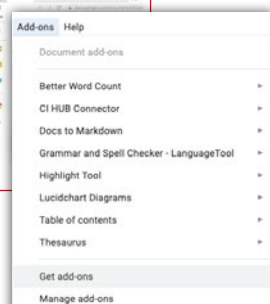 Add-ons Help
Document add-ons
Better Word Count
CI HUB Connector
Docs to Markdown
Grammar and Spell Checker - LanguageTool
Highlight Tool
Lucidchart Diagrams
Table of contents
Thesaurus
Get add-ons
Manage add-ons